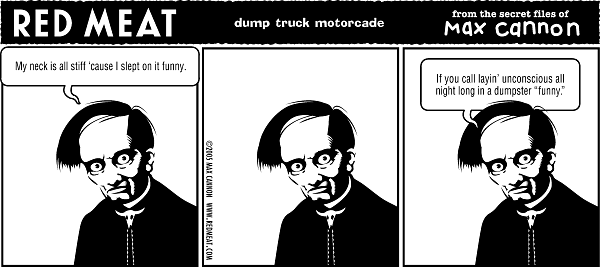 RED MEAT
dump truck motorcade
from the secret files of
Max cannon
My neck is all stiff 'cause I slept on it funny.
©2005 MAX CANNON WWW.REDMEAT.COM
If you call layin' unconscious all
night long in a dumpster “funny.”